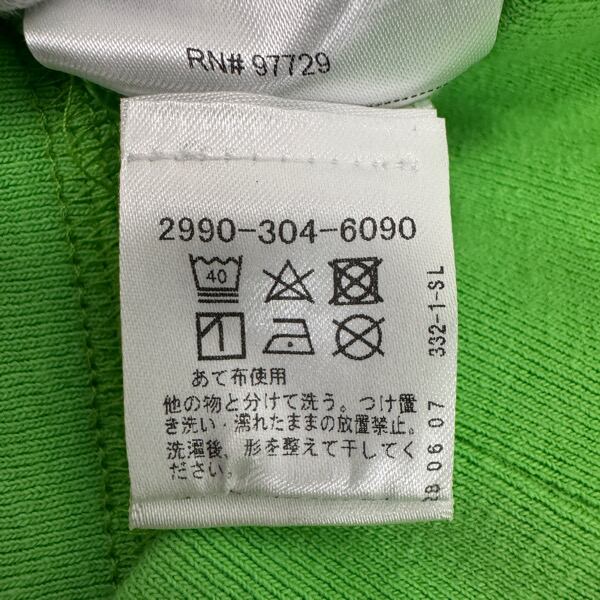 RN# 97729
2990-304-6090
40
あて布使用
他の物と分けて洗う。つけ置
き洗い・濡れたままの放置禁止。
洗濯後、形を整えて干してく
ださい。
332-1-SL
06 07